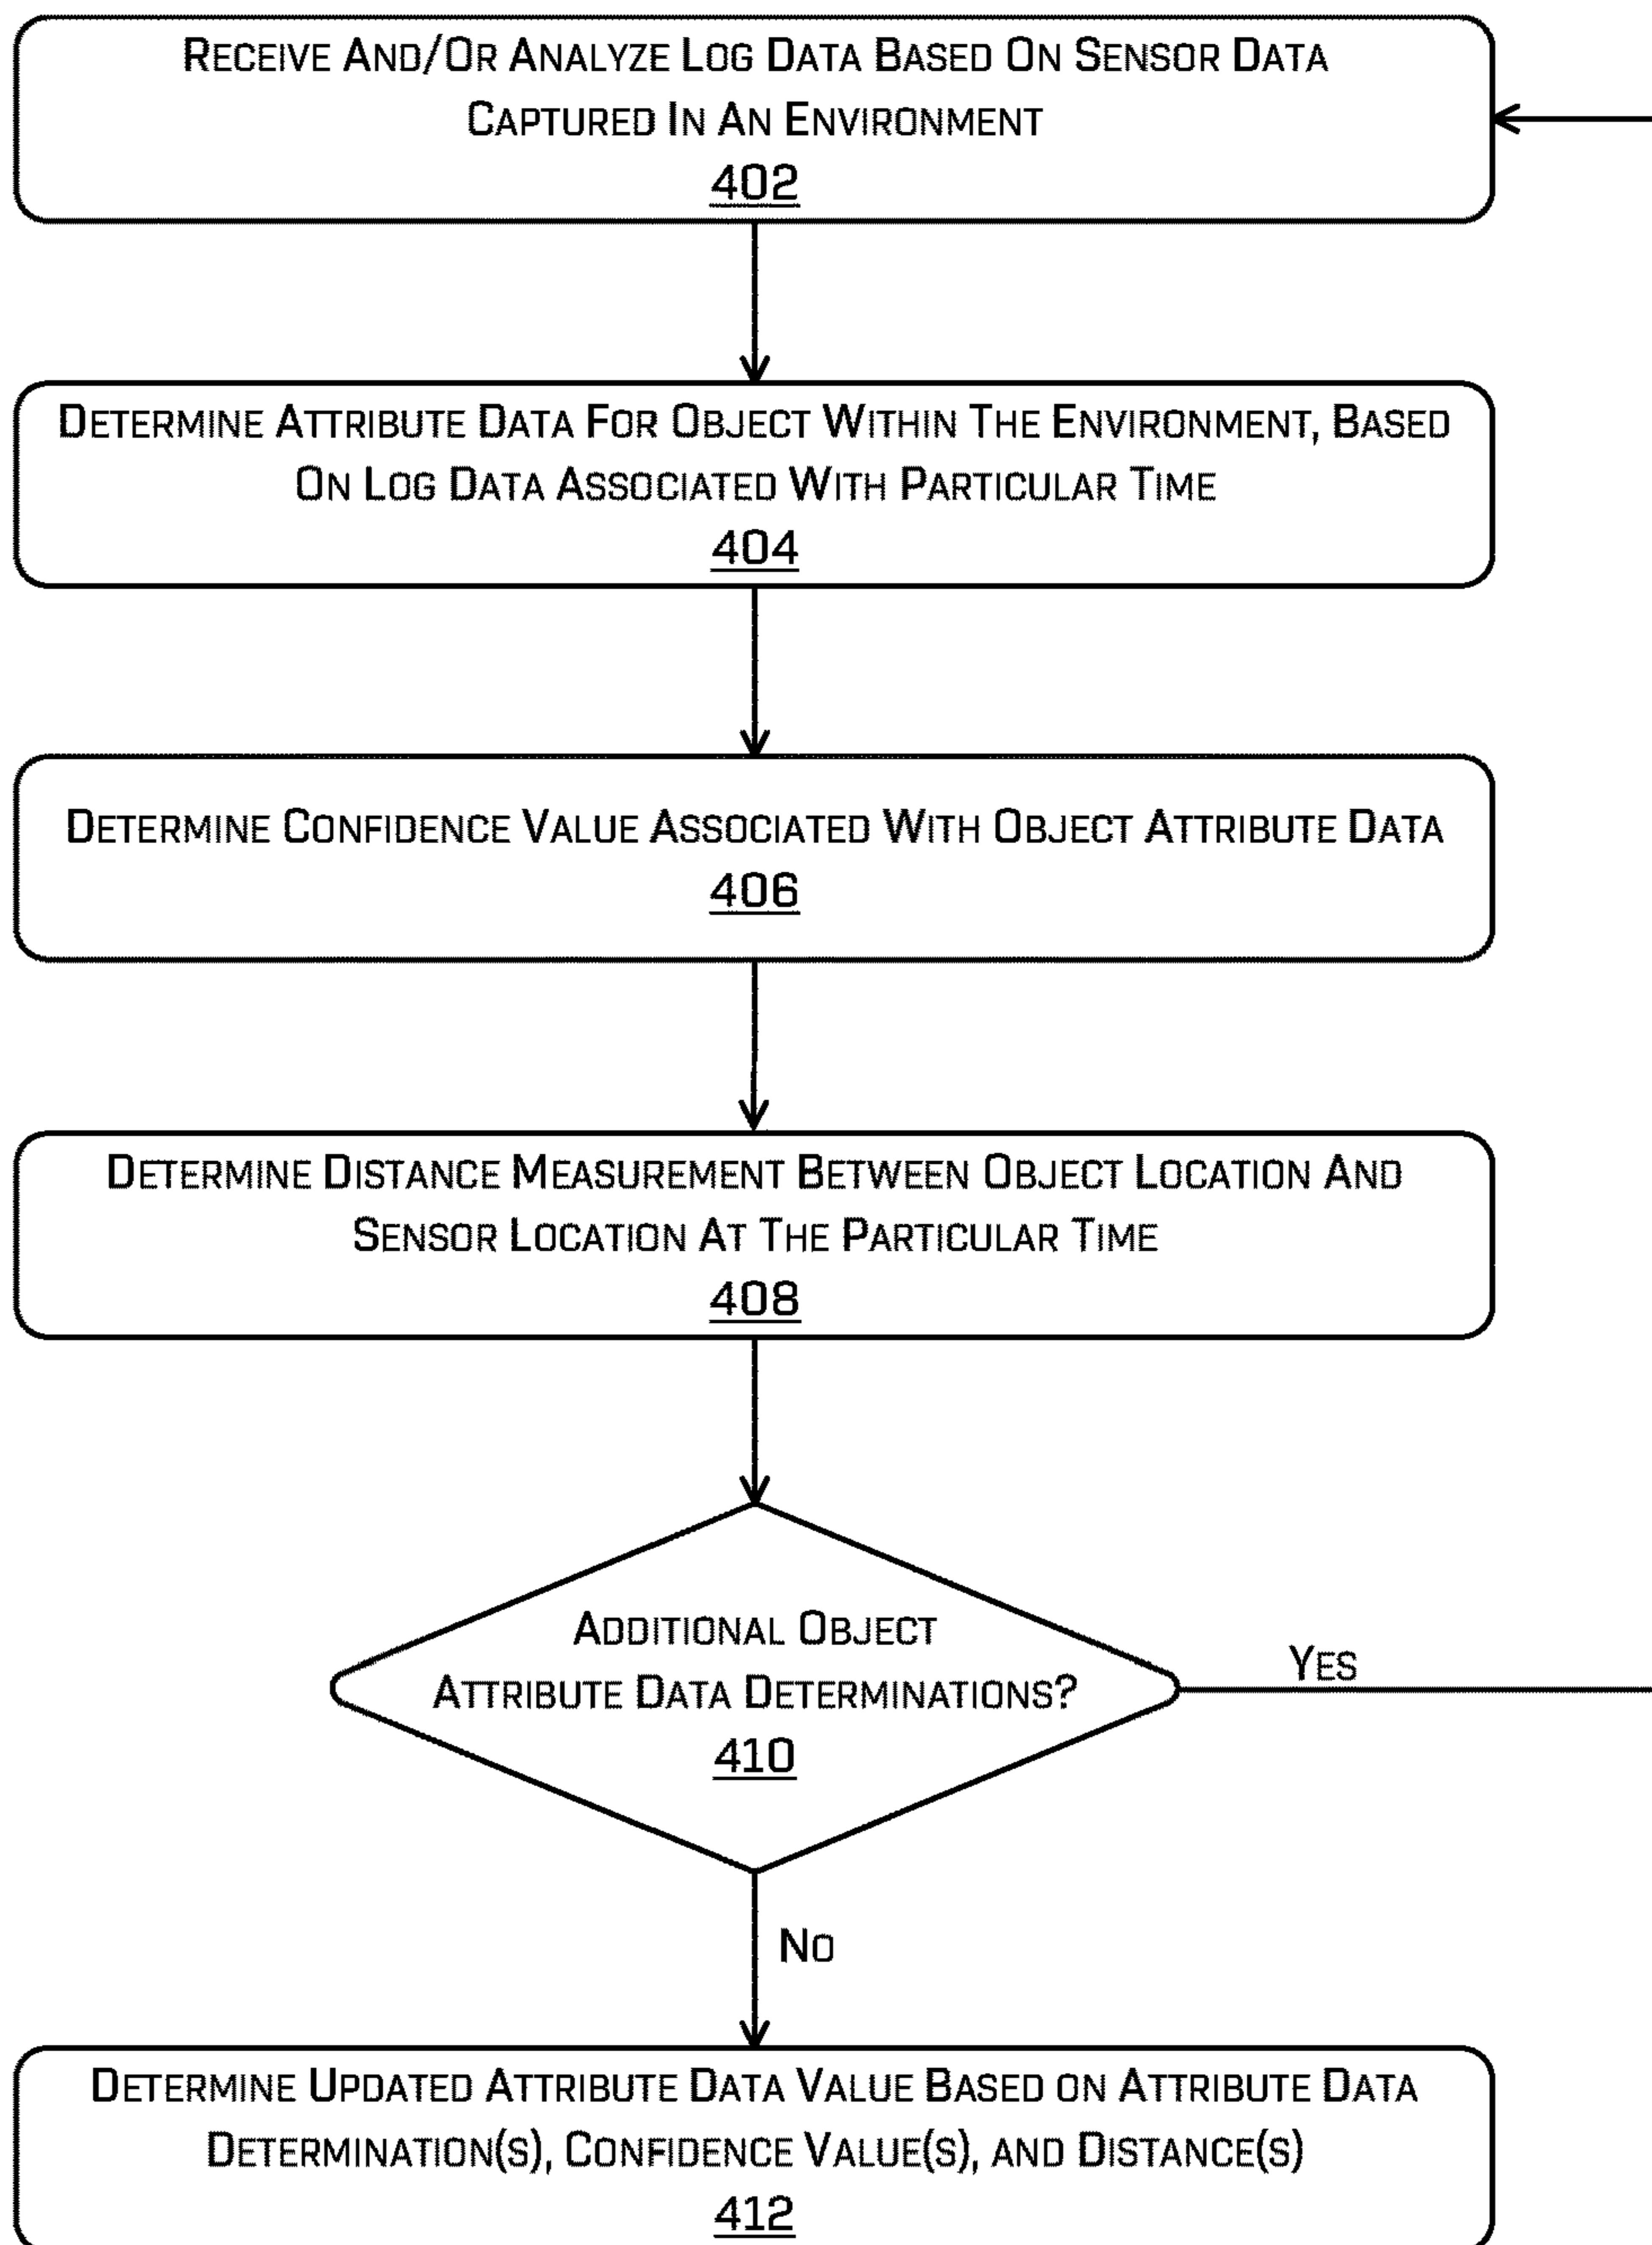 Receive And/Or Analyze Log Data Based On Sensor Data
Captured In An Environment
402
Determine Attribute Data For Object Within The Environment, Based
On Log Data Associated With Particular Time
404
Determine Confidence Value Associated With Object Attribute Data
406
Determine Distance Measurement Between Object Location And
Sensor Location At The Particular Time
408
Additional Object
Attribute Data Determinations?
410
Yes
No
Determine Updated Attribute Data Value Based on Attribute Data
Determination(s), Confidence Value(s), and Distance(s)
412